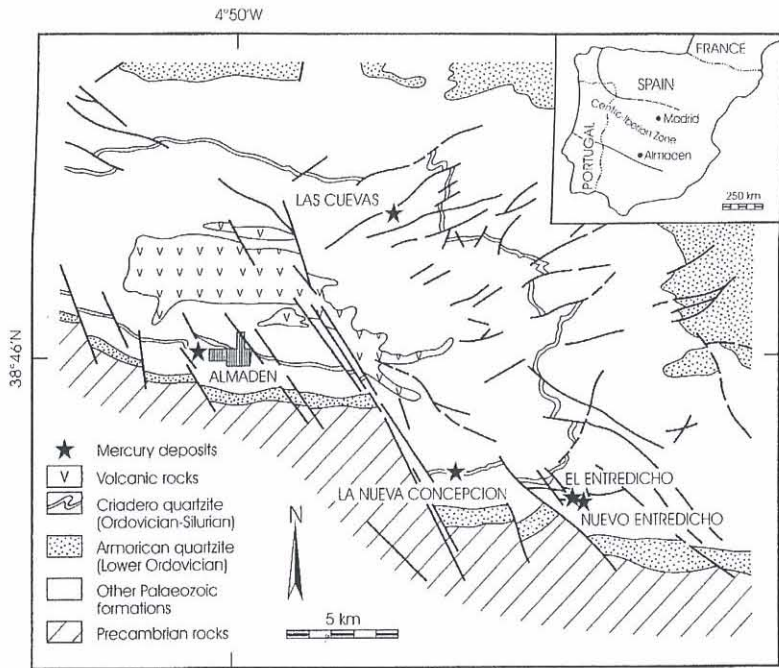 4°50'W
FRANCE
SPAIN
Centro-Iberian Zone
Madrid
Almaden
PORTUGAL
250 km
LAS CUEVAS
38°46'N
ALMADEN
LA NUEVA CONCEPCION
EL ENTREDICHO
NUEVO ENTREDICHO
Mercury deposits
V Volcanic rocks
Criadero quartzite
(Ordovician-Silurian)
Armorican quartzite
(Lower Ordovician)
Other Palaeozoic
formations
Precambrian rocks
N
5 km